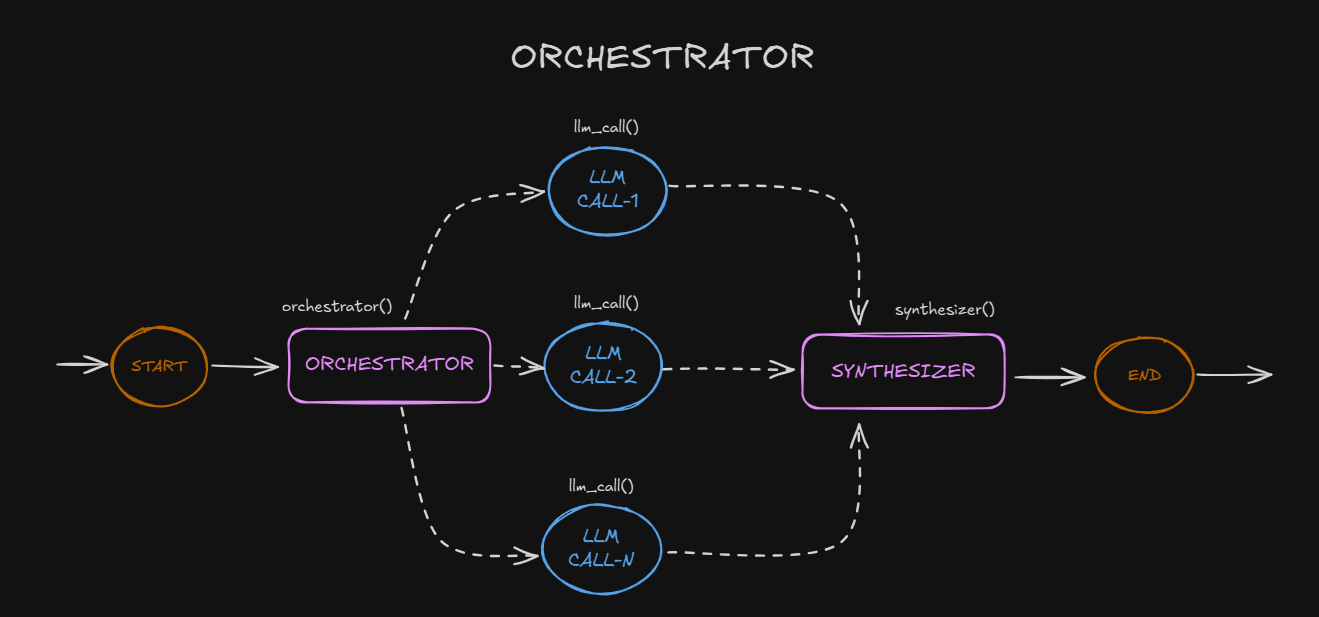 ORCHESTRATOR
llm_call()
LLM
CALL-1
orchestrator()
llm_call()
synthesizer()
START
ORCHESTRATOR
LLM
CALL-2
SYNTHESIZER
END
llm_call()
LLM
CALL-N